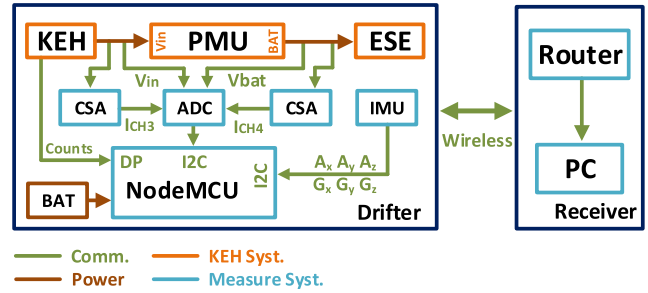 KEH
Vin
PMU
BAT
ESE
Vin
Vbat
CSA
ADC
CSA
IMU
ICH3
ICH4
Counts
DP
I2C
I2C
NodeMCU
Ax Ay Az
Gx Gy Gz
BAT
Drifter
Wireless
Router
PC
Receiver
Comm.
KEH Syst.
Power
Measure Syst.